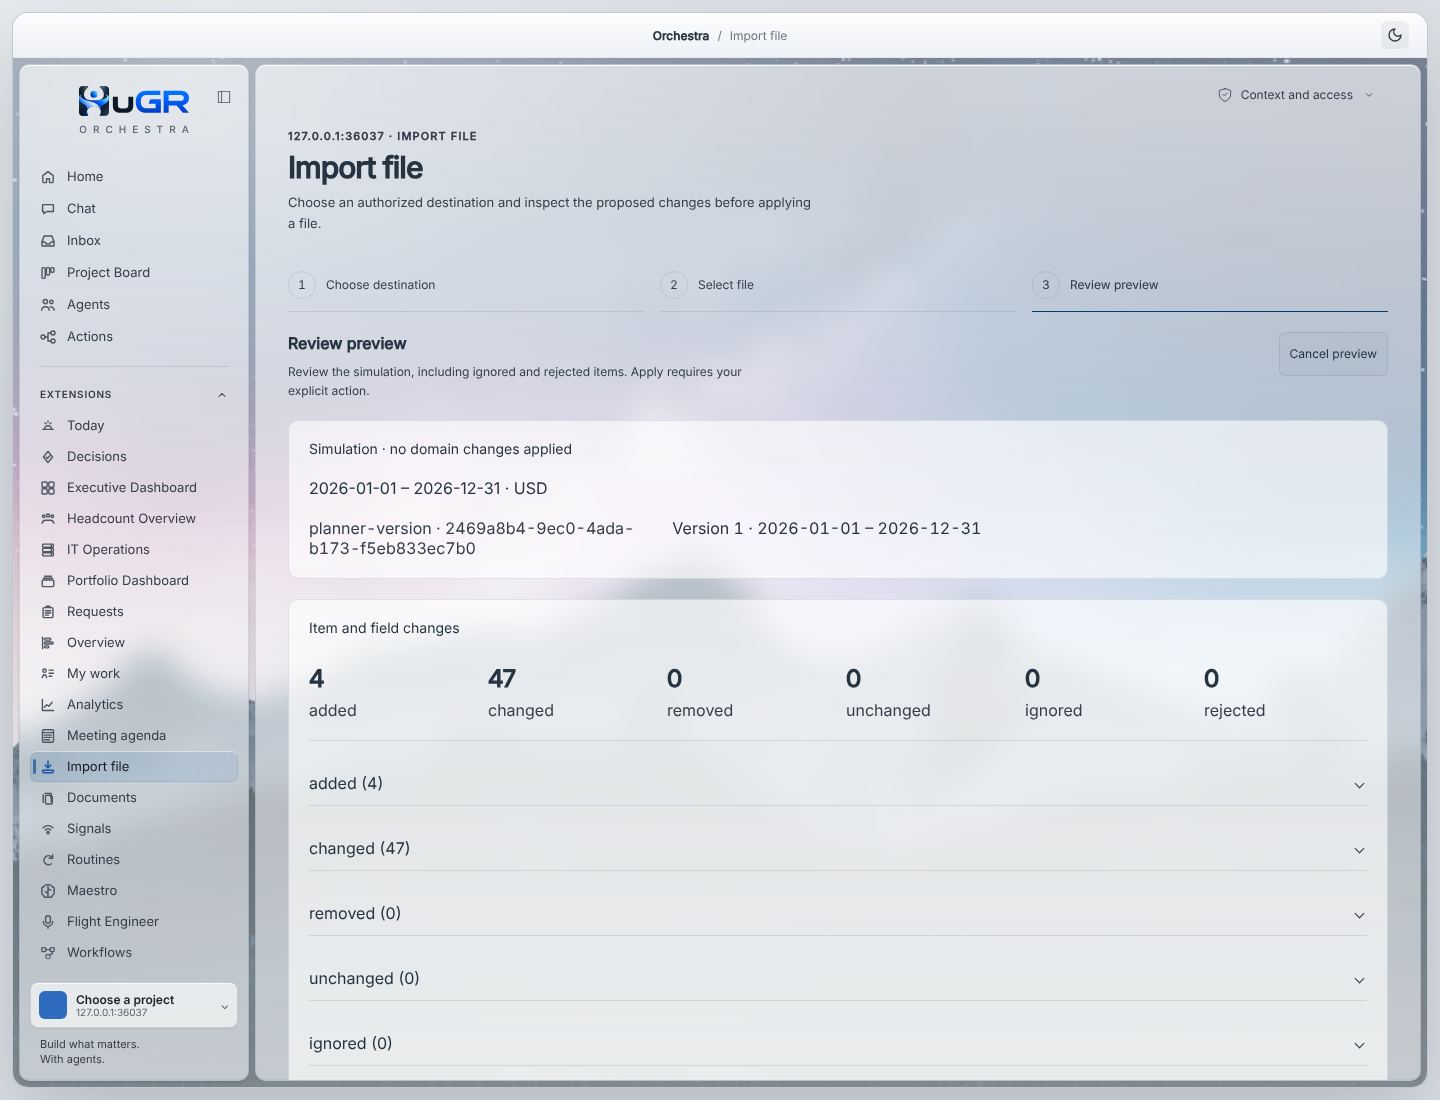 Orchestra / Import file
HuGR
ORCHESTRA
Home
Chat
Inbox
Project Board
Agents
Actions
EXTENSIONS
Today
Decisions
Executive Dashboard
Headcount Overview
IT Operations
Portfolio Dashboard
Requests
Overview
My work
Analytics
Meeting agenda
Import file
Documents
Signals
Routines
Maestro
Flight Engineer
Workflows
Choose a project
127.0.0.1:36037
Build what matters.
With agents.
Context and access
127.0.0.1:36037 · IMPORT FILE
Import file
Choose an authorized destination and inspect the proposed changes before applying
a file.
1 Choose destination
2 Select file
3 Review preview
Review preview
Review the simulation, including ignored and rejected items. Apply requires your
explicit action.
Cancel preview
Simulation · no domain changes applied
2026-01-01 – 2026-12-31 · USD
planner-version · 2469a8b4-9ec0-4ada-
b173-f5eb833ec7b0
Version 1 · 2026-01-01 – 2026-12-31
Item and field changes
4 47 0 0 0 0
added changed removed unchanged ignored rejected
added (4)
changed (47)
removed (0)
unchanged (0)
ignored (0)